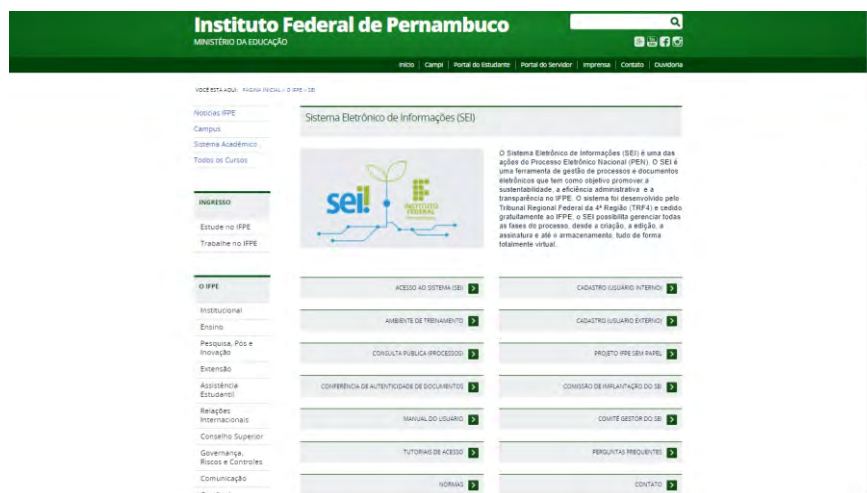 Instituto Federal de Pernambuco
MINISTÉRIO DA EDUCAÇÃO
Início | Campi | Portal do Estudante | Portal do Servidor | Imprensa | Contato | Ouvidoria
VOCÊ ESTÁ AQUI: PÁGINA INICIAL > O IFPE > SEI
Notícias IFPE
Campus
Sistema Acadêmico
Todos os Cursos
INGRESSO
Estude no IFPE
Trabalhe no IFPE
O IFPE
Institucional
Ensino
Pesquisa, Pós e
Inovação
Extensão
Assistência
Estudantil
Relações
Internacionais
Conselho Superior
Governança,
Riscos e Controles
Comunicação
Sistema Eletrônico de Informações (SEI)
sei!
INSTITUTO
FEDERAL
Pernambuco
O Sistema Eletrônico de Informações (SEI) é uma das
ações do Processo Eletrônico Nacional (PEN). O SEI é
uma ferramenta de gestão de processos e documentos
eletrônicos que tem como objetivo promover a
sustentabilidade, a eficiência administrativa e a
transparência no IFPE. O sistema foi desenvolvido pelo
Tribunal Regional Federal da 4ª Região (TRF4) e cedido
gratuitamente ao IFPE. o SEI possibilita gerenciar todas
as fases do processo, desde a criação, a edição, a
assinatura e até o armazenamento, tudo de forma
totalmente virtual.
ACESSO AO SISTEMA (SEI)
CADASTRO (USUÁRIO INTERNO)
AMBIENTE DE TREINAMENTO
CADASTRO (USUÁRIO EXTERNO)
CONSULTA PÚBLICA (PROCESSOS)
PROJETO IFPE SEM PAPEL
CONFERÊNCIA DE AUTENTICIDADE DE DOCUMENTOS
COMISSÃO DE IMPLANTAÇÃO DO SEI
MANUAL DO USUÁRIO
COMITÊ GESTOR DO SEI
TUTORIAIS DE ACESSO
PERGUNTAS FREQUENTES
NORMAS
CONTATO